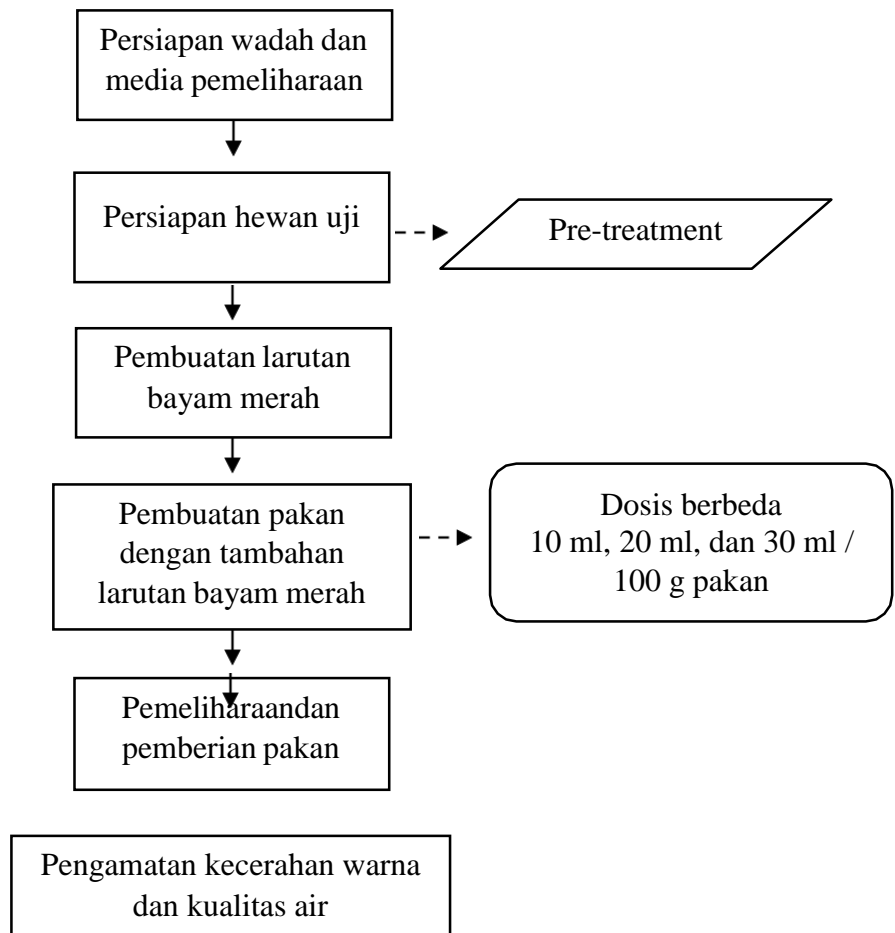 Persiapan wadah dan
media pemeliharaan
Persiapan hewan uji
Pre-treatment
Pembuatan larutan
bayam merah
Pembuatan pakan
dengan tambahan
larutan bayam merah
Dosis berbeda
10 ml, 20 ml, dan 30 ml /
100 g pakan
Pemeliharaandan
pemberian pakan
Pengamatan kecerahan warna
dan kualitas air